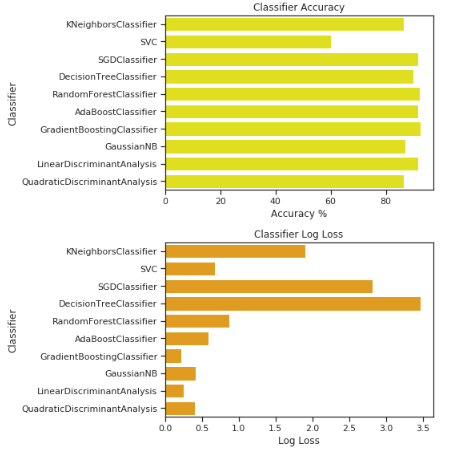 Classifier Accuracy
Classifier
KNeighborsClassifier
SVC
SGDClassifier
DecisionTreeClassifier
RandomForestClassifier
AdaBoostClassifier
GradientBoostingClassifier
GaussianNB
LinearDiscriminantAnalysis
QuadraticDiscriminantAnalysis
0 20 40 60 80
Accuracy %
Classifier Log Loss
Classifier
KNeighborsClassifier
SVC
SGDClassifier
DecisionTreeClassifier
RandomForestClassifier
AdaBoostClassifier
GradientBoostingClassifier
GaussianNB
LinearDiscriminantAnalysis
QuadraticDiscriminantAnalysis
0.0 0.5 1.0 1.5 2.0 2.5 3.0 3.5
Log Loss